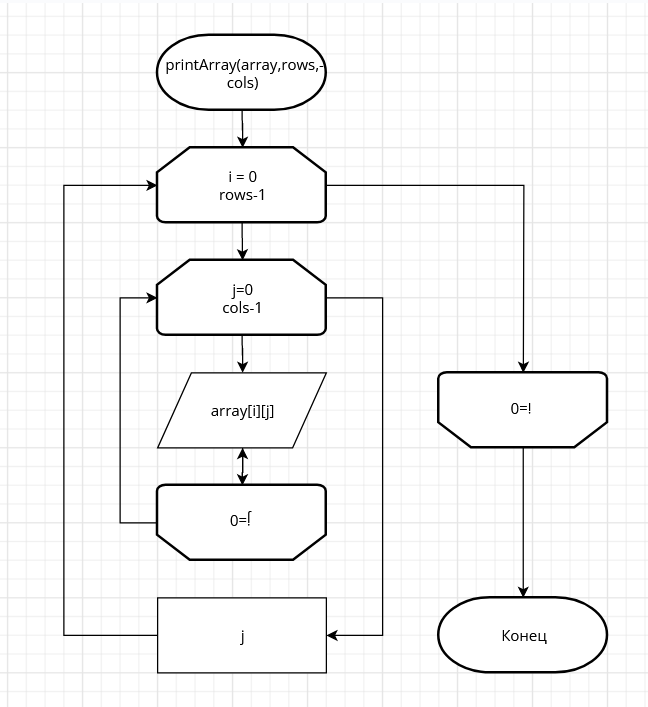 printArray(array,rows,-
cols)
i = 0
rows-1
j=0
cols-1
array[i][j]
0=!
j=0
j
Конец